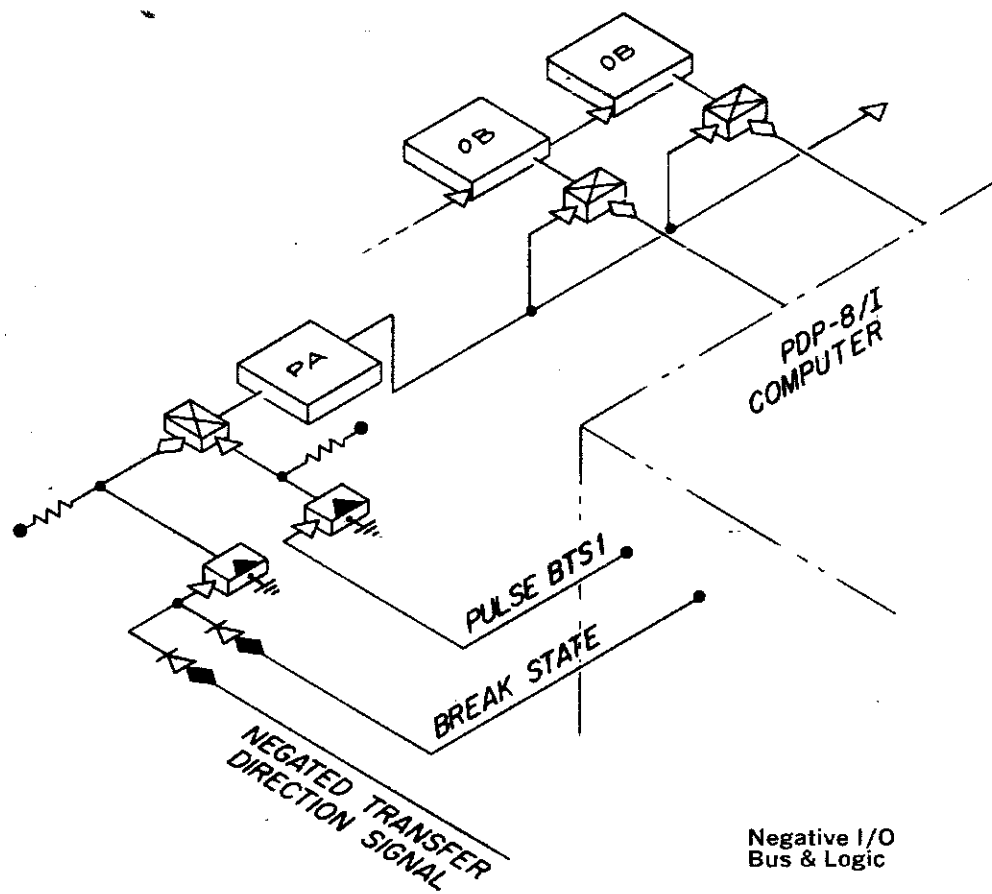 OB
OB
PA
PDP-8/I
COMPUTER
PULSE BTS1
BREAK STATE
NEGATED TRANSFER
DIRECTION SIGNAL
Negative I/O
Bus & Logic